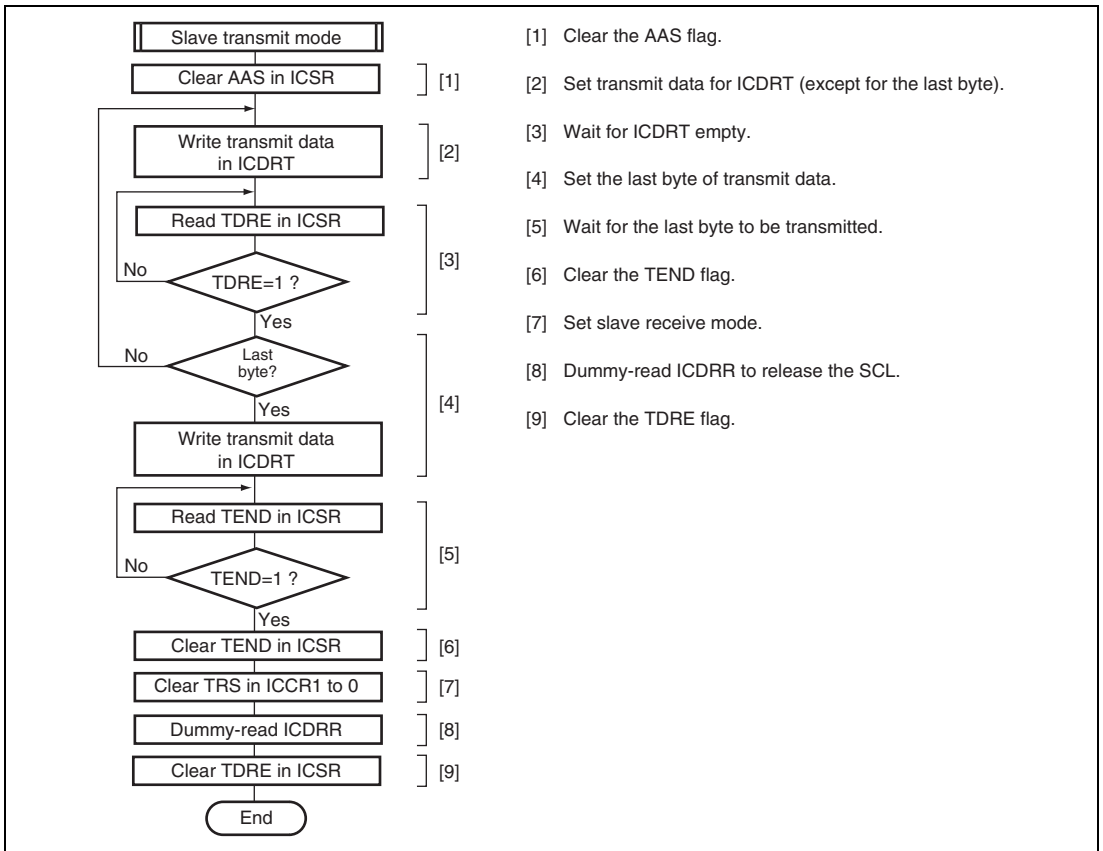 Slave transmit mode
Clear AAS in ICSR
[1]
Write transmit data
in ICDRT
[2]
Read TDRE in ICSR
No
TDRE=1 ?
[3]
Yes
No
Last
byte?
Yes
[4]
Write transmit data
in ICDRT
Read TEND in ICSR
No
TEND=1 ?
[5]
Yes
Clear TEND in ICSR
[6]
Clear TRS in ICCR1 to 0
[7]
Dummy-read ICDRR
[8]
Clear TDRE in ICSR
[9]
End
[1] Clear the AAS flag.
[2] Set transmit data for ICDRT (except for the last byte).
[3] Wait for ICDRT empty.
[4] Set the last byte of transmit data.
[5] Wait for the last byte to be transmitted.
[6] Clear the TEND flag.
[7] Set slave receive mode.
[8] Dummy-read ICDRR to release the SCL.
[9] Clear the TDRE flag.